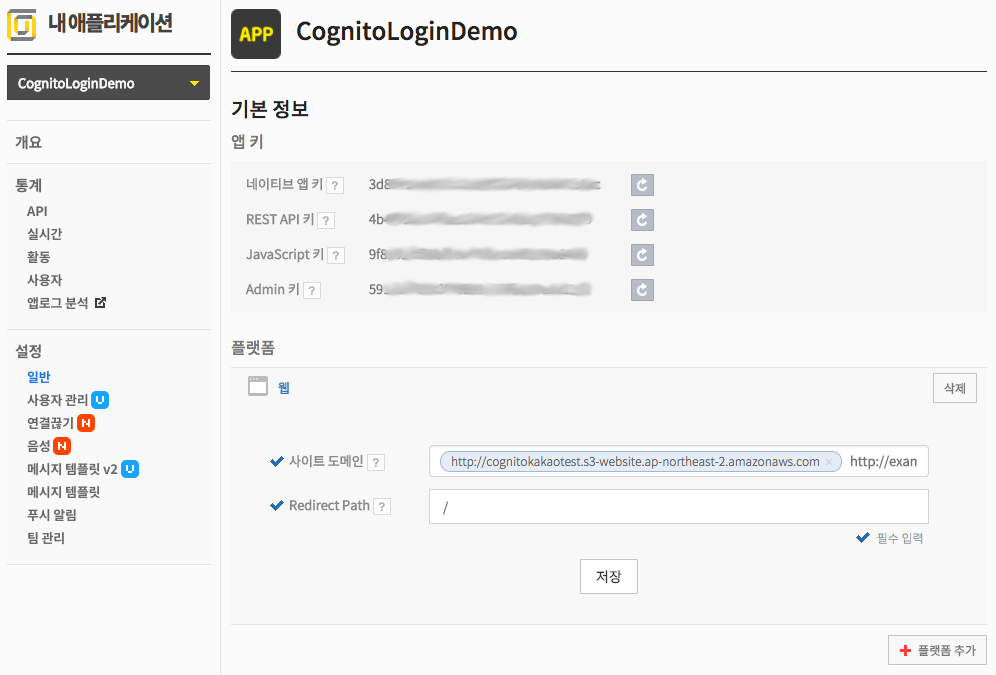 내 애플리케이션
CognitoLoginDemo
개요
통계
API
실시간
활동
사용자
앱로그 분석
설정
일반
사용자 관리 U
연결끊기 N
음성 N
메시지 템플릿 v2 U
메시지 템플릿
푸시 알림
팀 관리
APP CognitoLoginDemo
기본 정보
앱 키
네이티브 앱 키 ? 3d8
REST API 키 ? 4b
JavaScript 키 ? 9f8
Admin 키 ? 59
플랫폼
웹 삭제
사이트 도메인 ? http://cognitokakaotest.s3-website.ap-northeast-2.amazonaws.com × http://exam
Redirect Path ? /
필수 입력
저장
플랫폼 추가